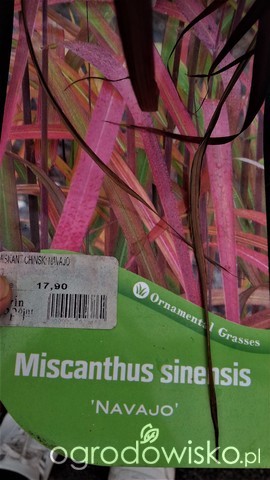 MISKANT CHIŃSKI NAVAJO
17,90
Ornamental Grasses
Miscanthus sinensis
'NAVAJO'
ogrodowisko.pl